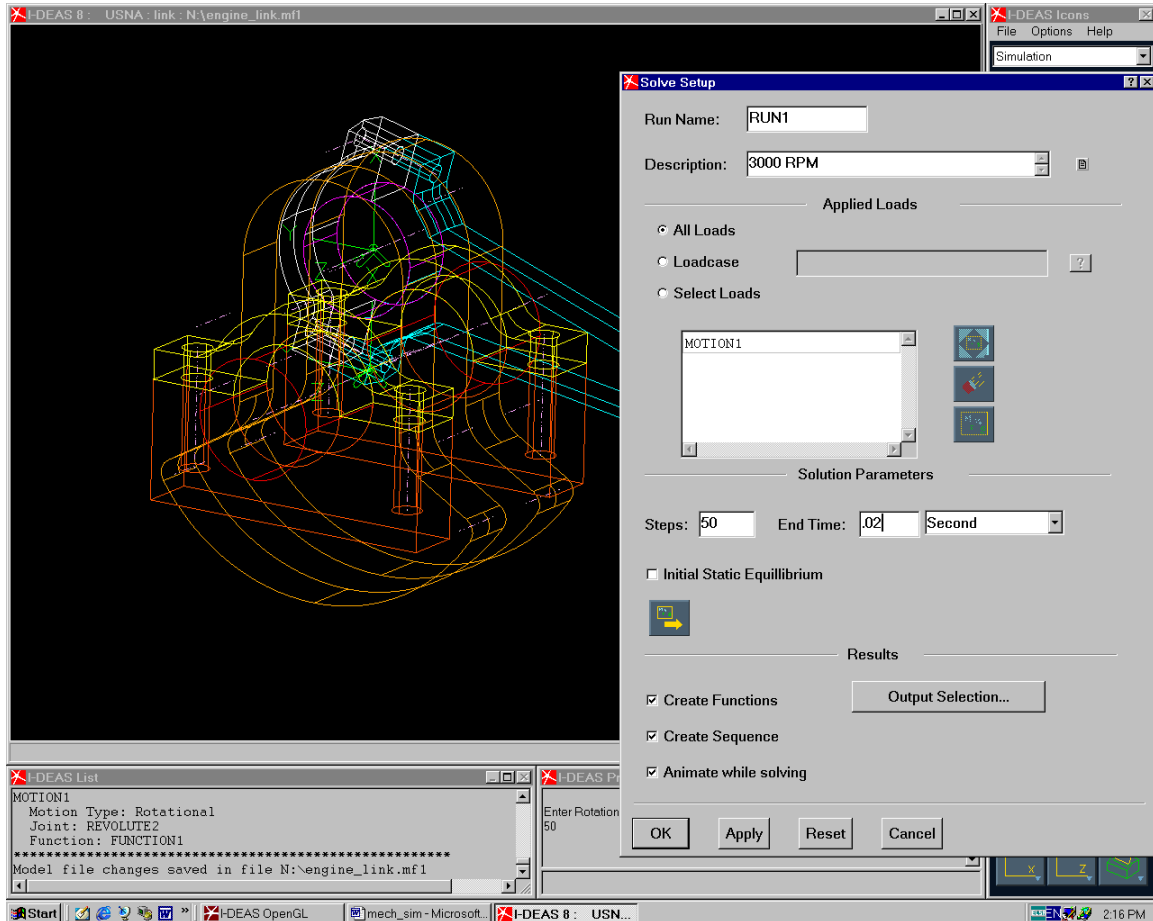 I-DEAS 8 : USNA : link : N:\engine_link.mf1
I-DEAS Icons
File Options Help
Simulation
Solve Setup
Run Name: RUN1
Description: 3000 RPM
Applied Loads
All Loads
Loadcase
?
Select Loads
MOTION1
Solution Parameters
Steps: 50 End Time: .02 Second
Initial Static Equillibrium
Results
Create Functions Output Selection...
Create Sequence
Animate while solving
OK Apply Reset Cancel
I-DEAS List
MOTION1
Motion Type: Rotational
Joint: REVOLUTE2
Function: FUNCTION1
****************************************************
Model file changes saved in file N:\engine_link.mf1
I-DEAS Pr
Enter Rotation
50
X Z
Start » I-DEAS OpenGL mech_sim - Microsoft... I-DEAS 8 : USN... EN 2:16 PM